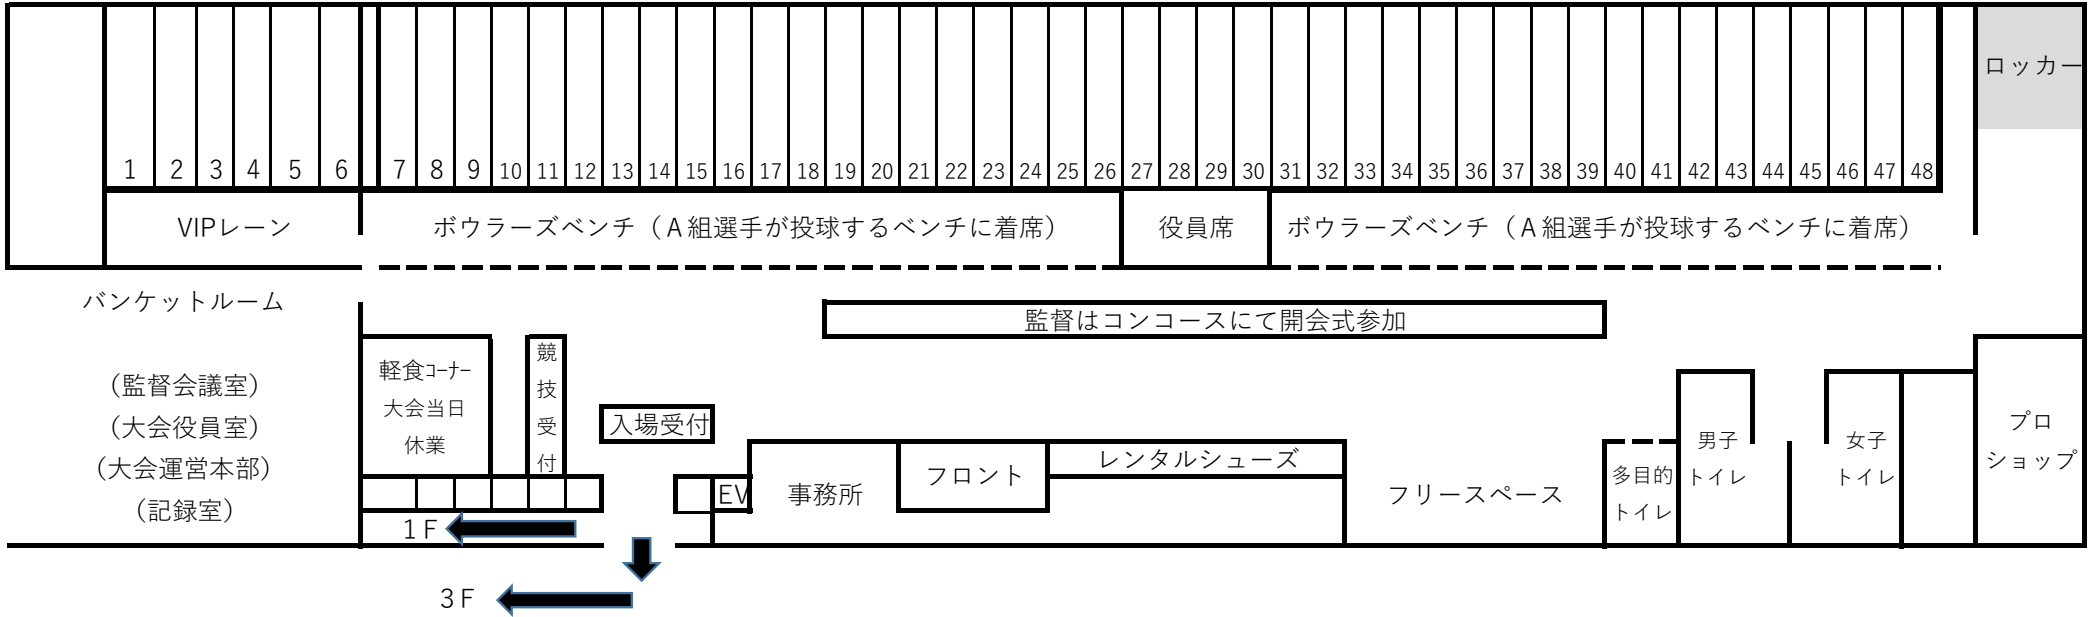 ロッカー
1 2 3 4 5 6 7 8 9 10 11 12 13 14 15 16 17 18 19 20 21 22 23 24 25 26 27 28 29 30 31 32 33 34 35 36 37 38 39 40 41 42 43 44 45 46 47 48
VIPレーン
ボウラーズベンチ（A組選手が投球するベンチに着席）
役員席
ボウラーズベンチ（A組選手が投球するベンチに着席）
バンケットルーム
（監督会議室）
（大会役員室）
（大会運営本部）
（記録室）
監督はコンコースにて開会式参加
軽食ｺｰﾅｰ
大会当日
休業
競
技
受
付
入場受付
EV
事務所
フロント
レンタルシューズ
フリースペース
多目的
トイレ
男子
トイレ
女子
トイレ
プロ
ショップ
1F
3F